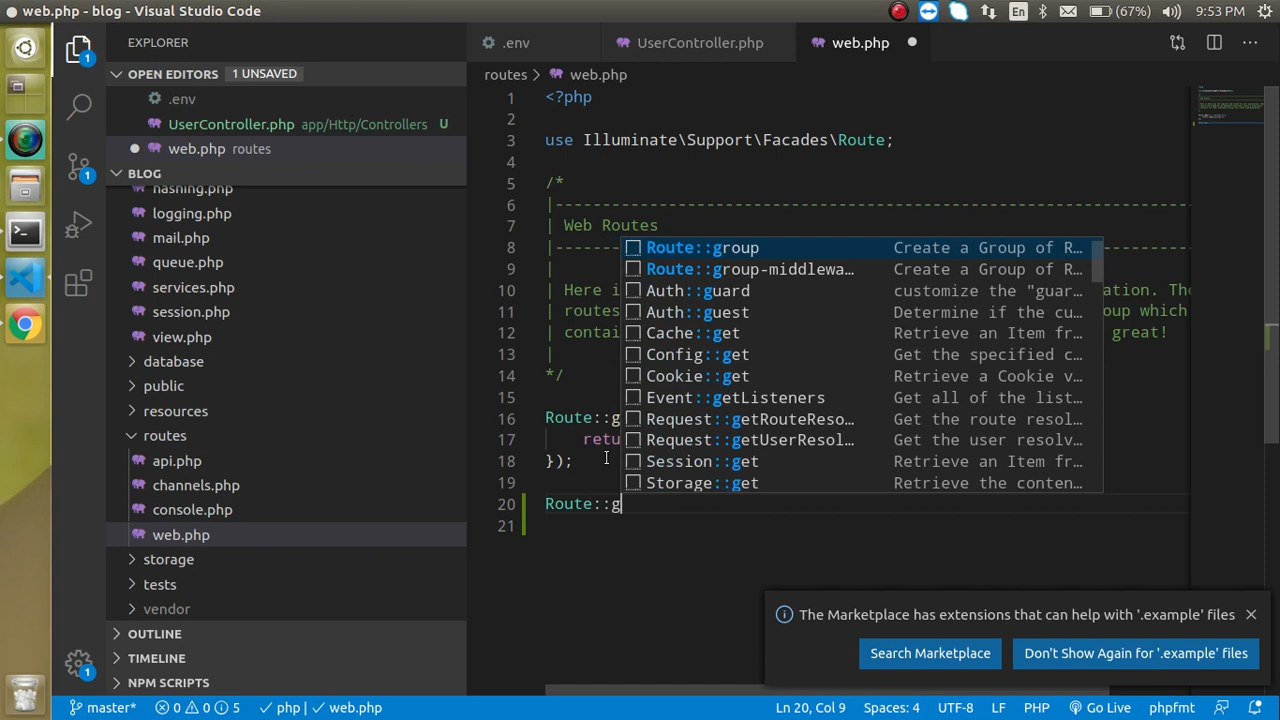 web.php - blog - Visual Studio Code
En
(67%)
9:53 PM
EXPLORER
OPEN EDITORS
1 UNSAVED
.env
UserController.php app/Http/Controllers U
web.php routes
BLOG
hashing.php
logging.php
mail.php
queue.php
services.php
session.php
view.php
database
public
resources
routes
api.php
channels.php
console.php
web.php
storage
tests
vendor
OUTLINE
TIMELINE
NPM SCRIPTS
1
1
1
.env
UserController.php
web.php
routes > web.php
1 <?php
2
3 use Illuminate\Support\Facades\Route;
4
5 /*
6 |--------------------------------------------------------------------------
7 | Web Routes
8 |------
9 |
10 | Here i ation. The
11 | routes oup which
12 | contai great!
13 |
14 */
15
16 Route::g
17 retu
18 });
19
20 Route::g
21
Route::group Create a Group of R…
Route::group-middlewa… Create a Group of R…
Auth::guard customize the "guar…
Auth::guest Determine if the cu…
Cache::get Retrieve an Item fr…
Config::get Get the specified c…
Cookie::get Retrieve a Cookie v…
Event::getListeners Get all of the list…
Request::getRouteReso… Get the route resol…
Request::getUserResol… Get the user resolv…
Session::get Retrieve an Item fr…
Storage::get Retrieve the conten…
The Marketplace has extensions that can help with '.example' files
Search Marketplace
Don't Show Again for '.example' files
master* 0 0 5 php | web.php Ln 20, Col 9 Spaces: 4 UTF-8 LF PHP Go Live phpfmt